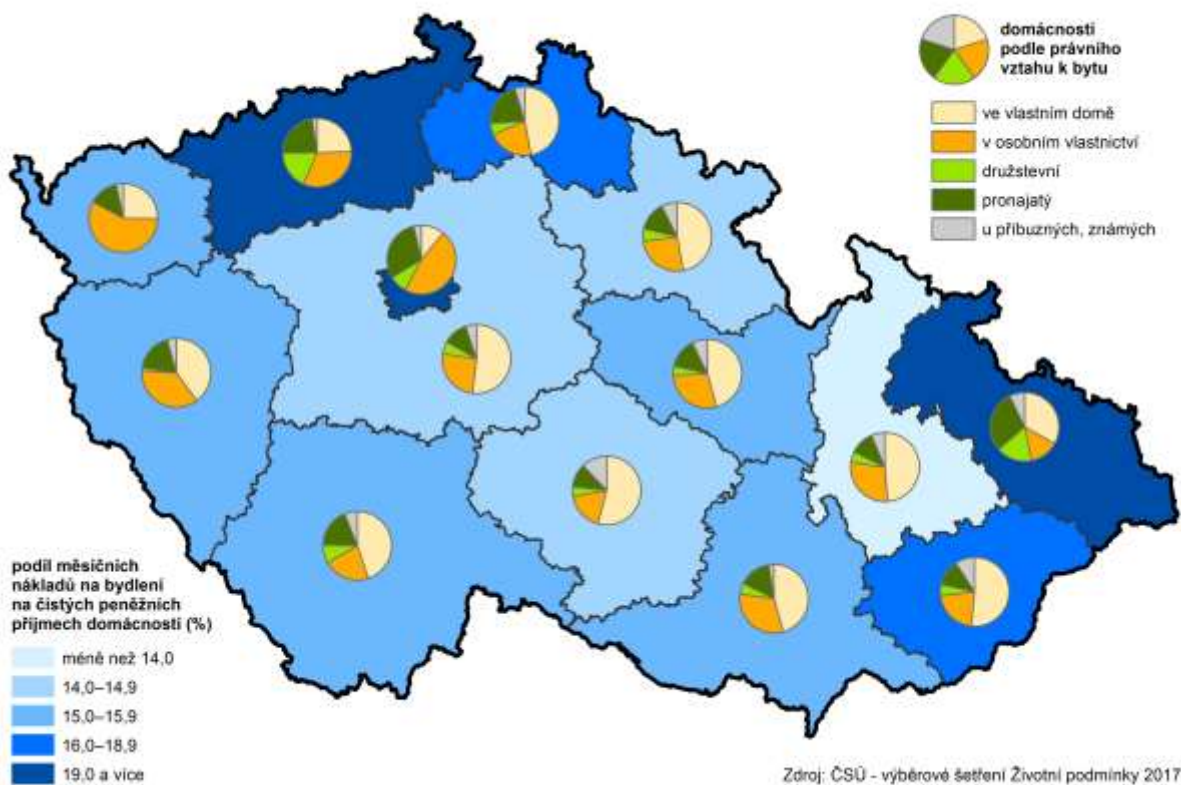 domácnosti
podle právního
vztahu k bytu
ve vlastním domě
v osobním vlastnictví
družstevní
pronajatý
u příbuzných, známých
podíl měsíčních
nákladů na bydlení
na čistých peněžních
příjmech domácností (%)
méně než 14,0
14,0–14,9
15,0–15,9
16,0–18,9
19,0 a více
Zdroj: ČSÚ - výběrové šetření Životní podmínky 2017